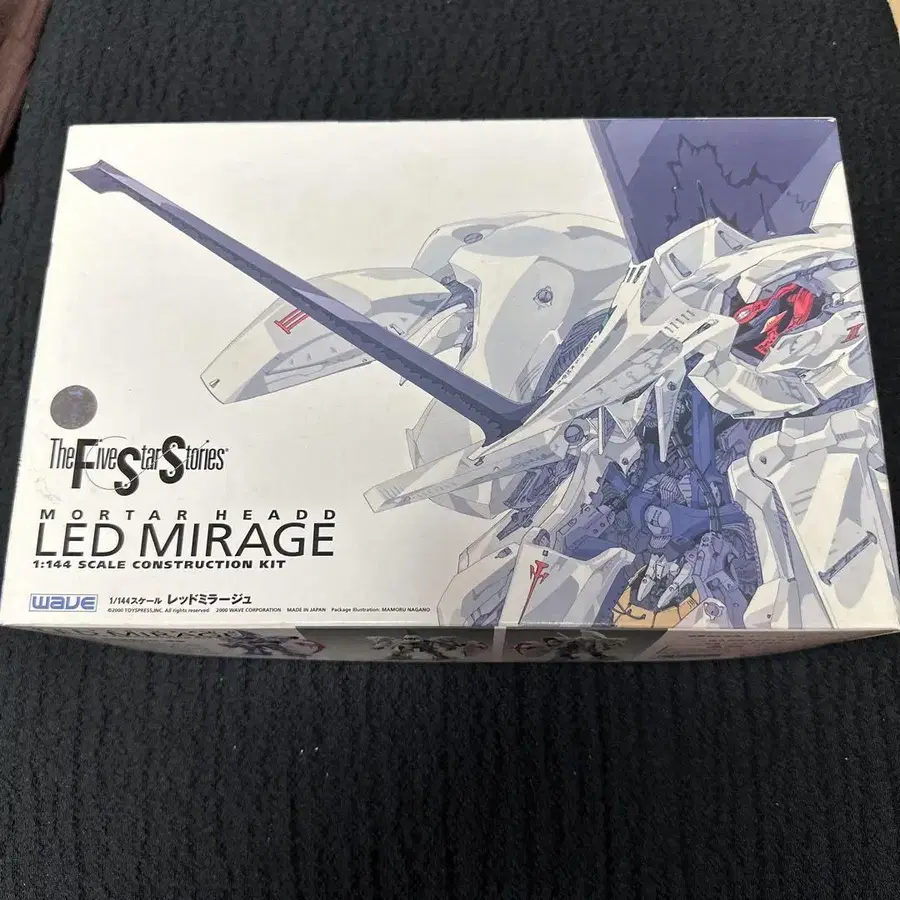 The Five Star Stories
MORTAR HEADD
LED MIRAGE
1:144 SCALE CONSTRUCTION KIT
WAVE
1/144スケール レッドミラージュ
©2000 TOYSPRESS,INC. All rights reserved 2000 WAVE CORPORATION MADE IN JAPAN Package Illustration: MAMORU NAGANO
LED MIRAGE